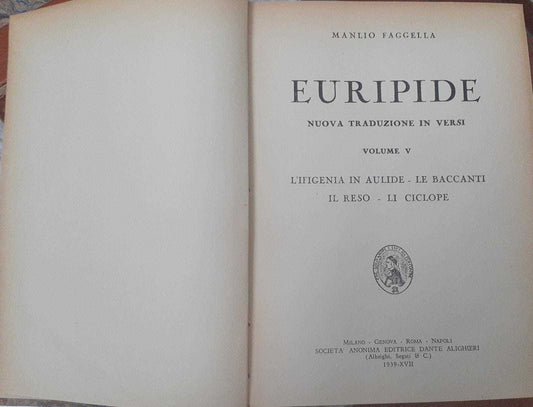 MANLIO FAGGELLA
EURIPIDE
NUOVA TRADUZIONE IN VERSI
VOLUME V
L'IFIGENIA IN AULIDE - LE BACCANTI
IL RESO - LI CICLOPE
MILANO - GENOVA - ROMA - NAPOLI
SOCIETÀ ANONIMA EDITRICE DANTE ALIGHIERI
(Albrighi, Segati & C.)
1939-XVII